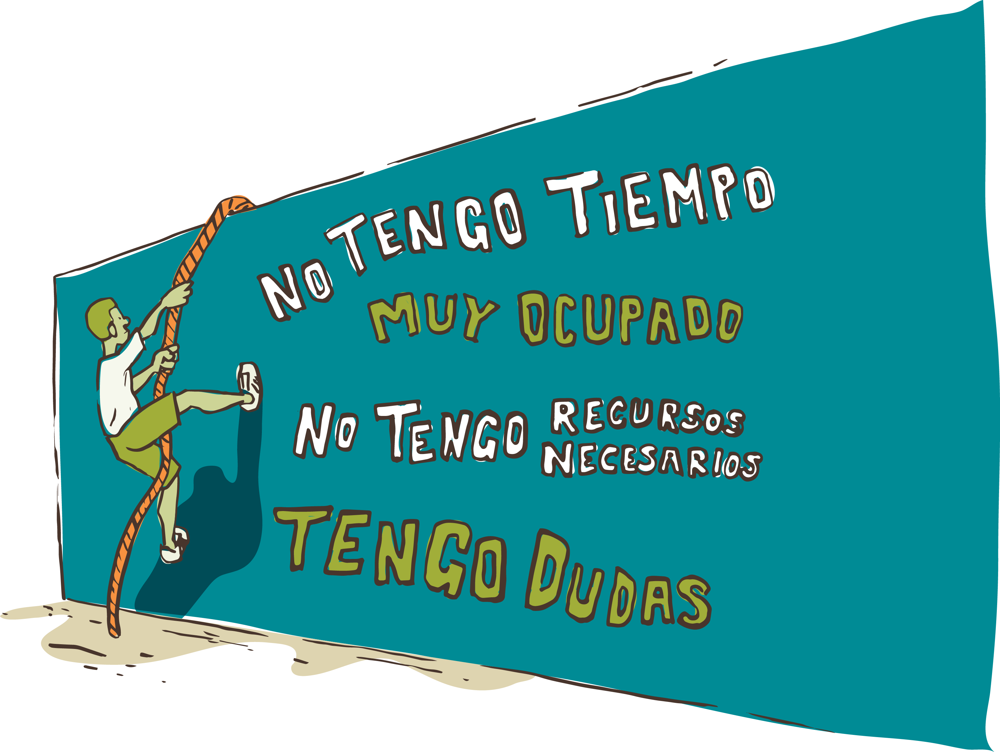 No Tengo Tiempo
MUY OCUPADO
No Tengo RECURSOS
NECESARIOS
Tengo Dudas